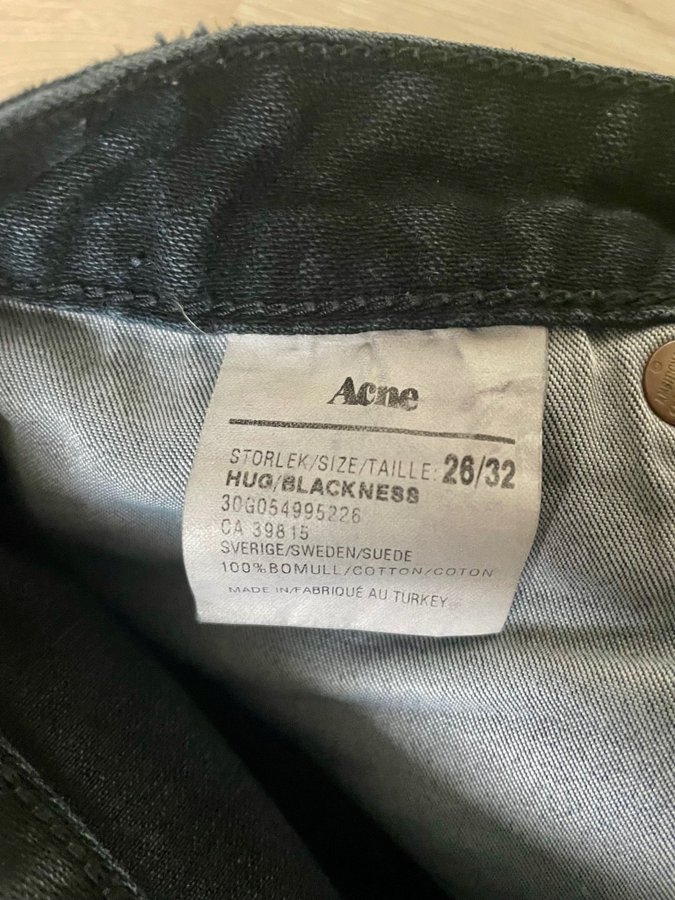 Acne
STORLEK/SIZE/TAILLE: 26/32
HUG/BLACKNESS
30G054995226
CA 39815
SVERIGE/SWEDEN/SUEDE
100% BOMULL/COTTON/COTON
MADE IN/FABRIQUÉ AU TURKEY